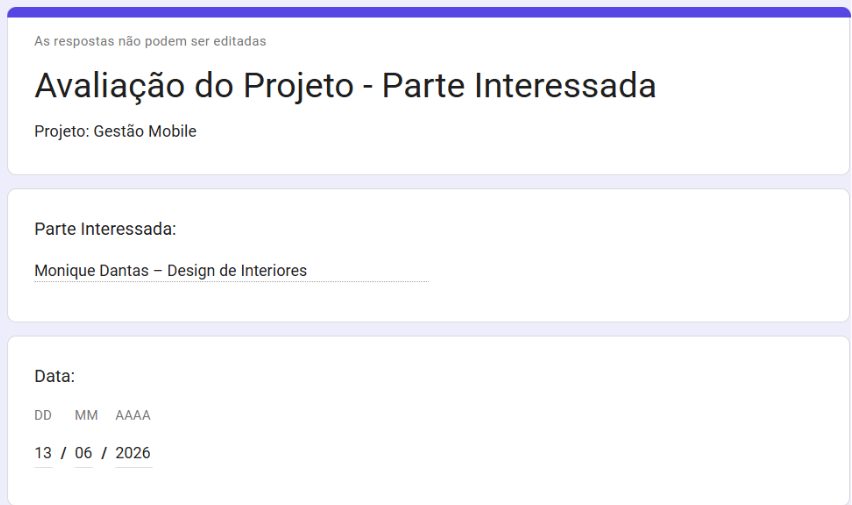 As respostas não podem ser editadas
Avaliação do Projeto - Parte Interessada
Projeto: Gestão Mobile
Parte Interessada:
Monique Dantas – Design de Interiores
Data:
DD MM AAAA
13 / 06 / 2026